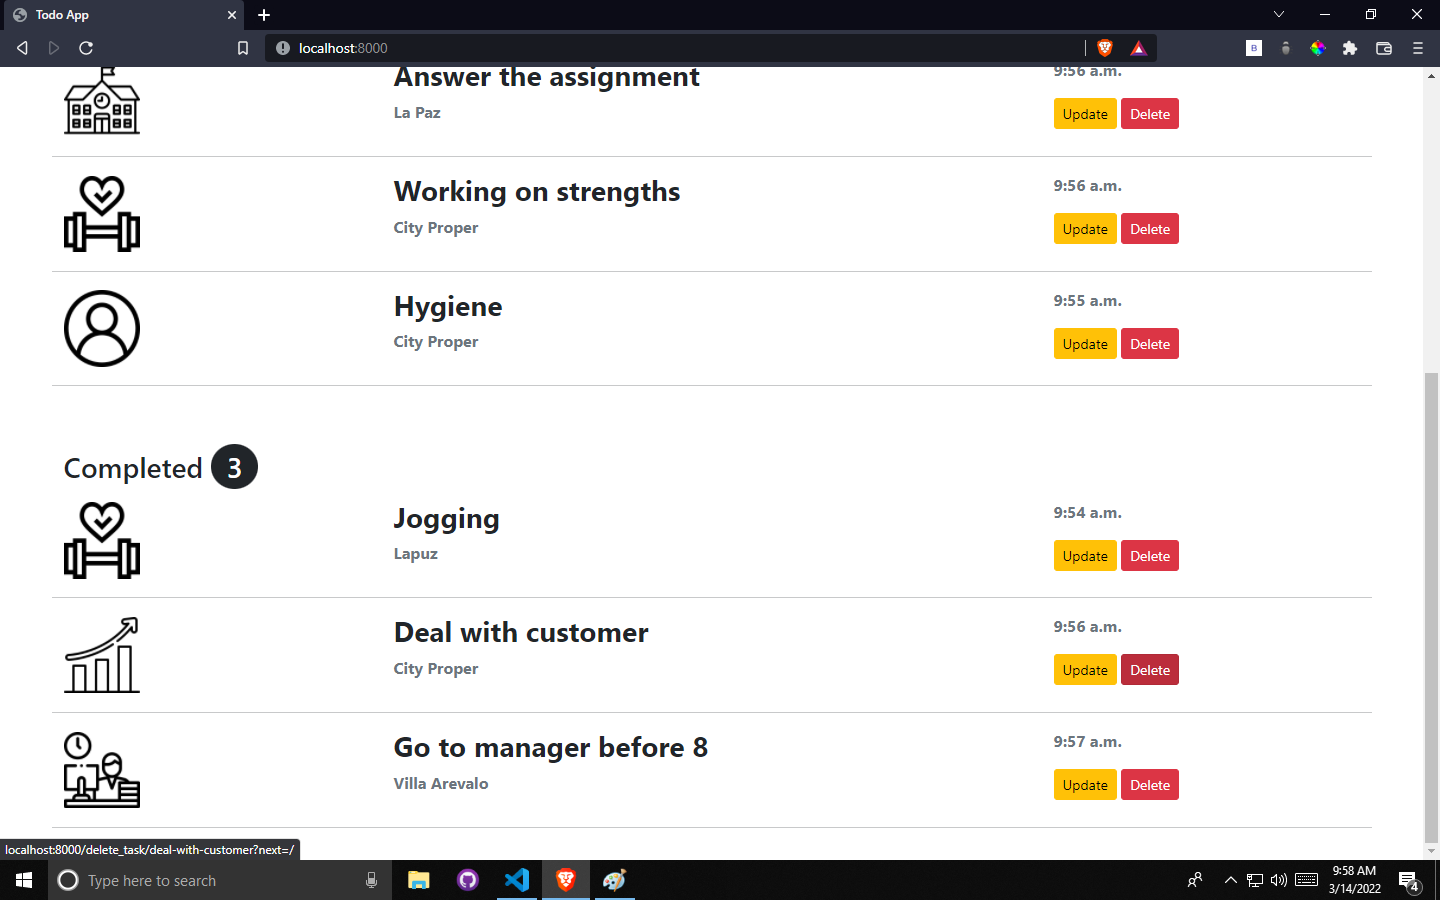 Todo App
localhost:8000
B
Answer the assignment
9:56 a.m.
La Paz
Update Delete
Working on strengths
9:56 a.m.
City Proper
Update Delete
Hygiene
9:55 a.m.
City Proper
Update Delete
Completed 3
Jogging
9:54 a.m.
Lapuz
Update Delete
Deal with customer
9:56 a.m.
City Proper
Update Delete
Go to manager before 8
9:57 a.m.
Villa Arevalo
Update Delete
localhost:8000/delete_task/deal-with-customer?next=/
Type here to search
9:58 AM
3/14/2022
4